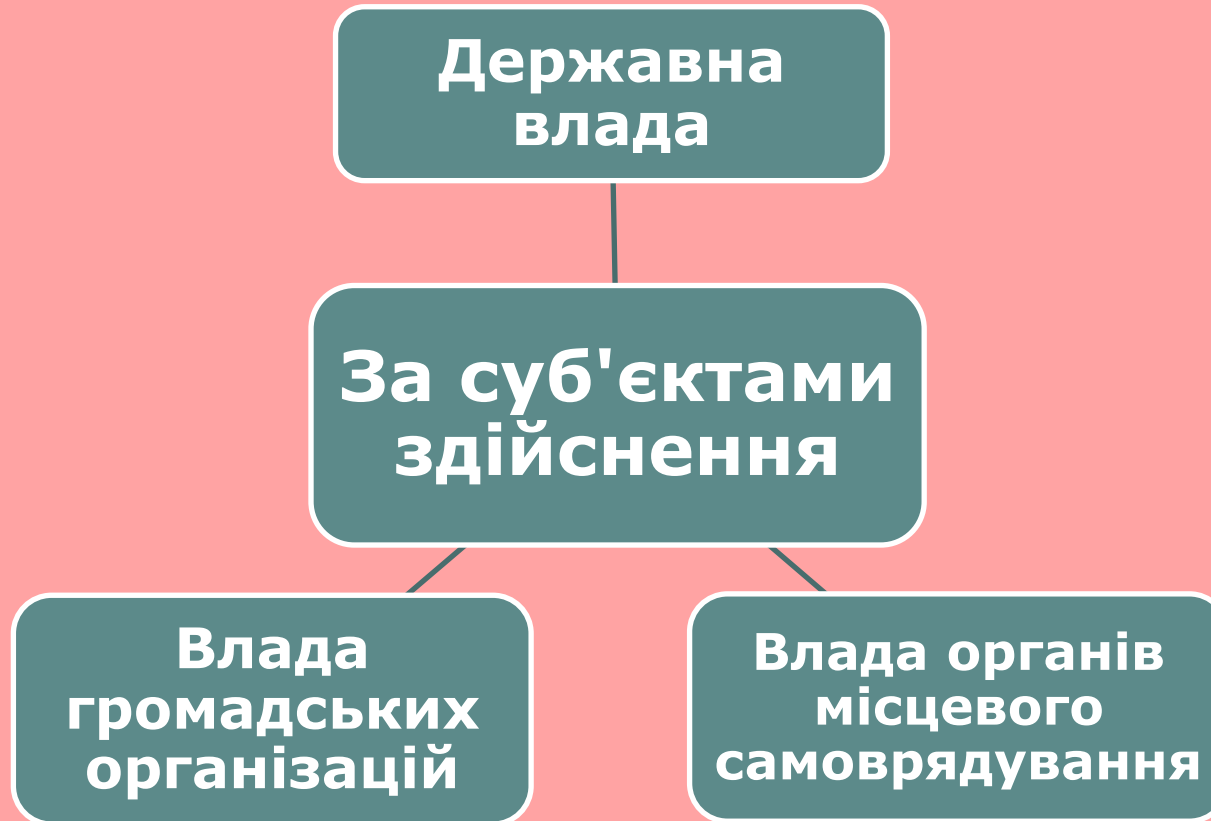 Державна
влада
За суб'єктами
здійснення
Влада
громадських
організацій
Влада органів
місцевого
самоврядування